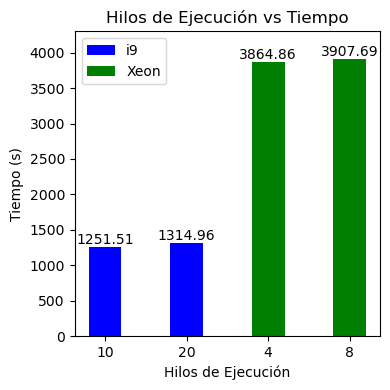 Hilos de Ejecución vs Tiempo
i9
Xeon
4000
3500
3000
2500
2000
1500
1000
500
0
Tiempo (s)
1251.51
1314.96
3864.86
3907.69
10 20 4 8
Hilos de Ejecución